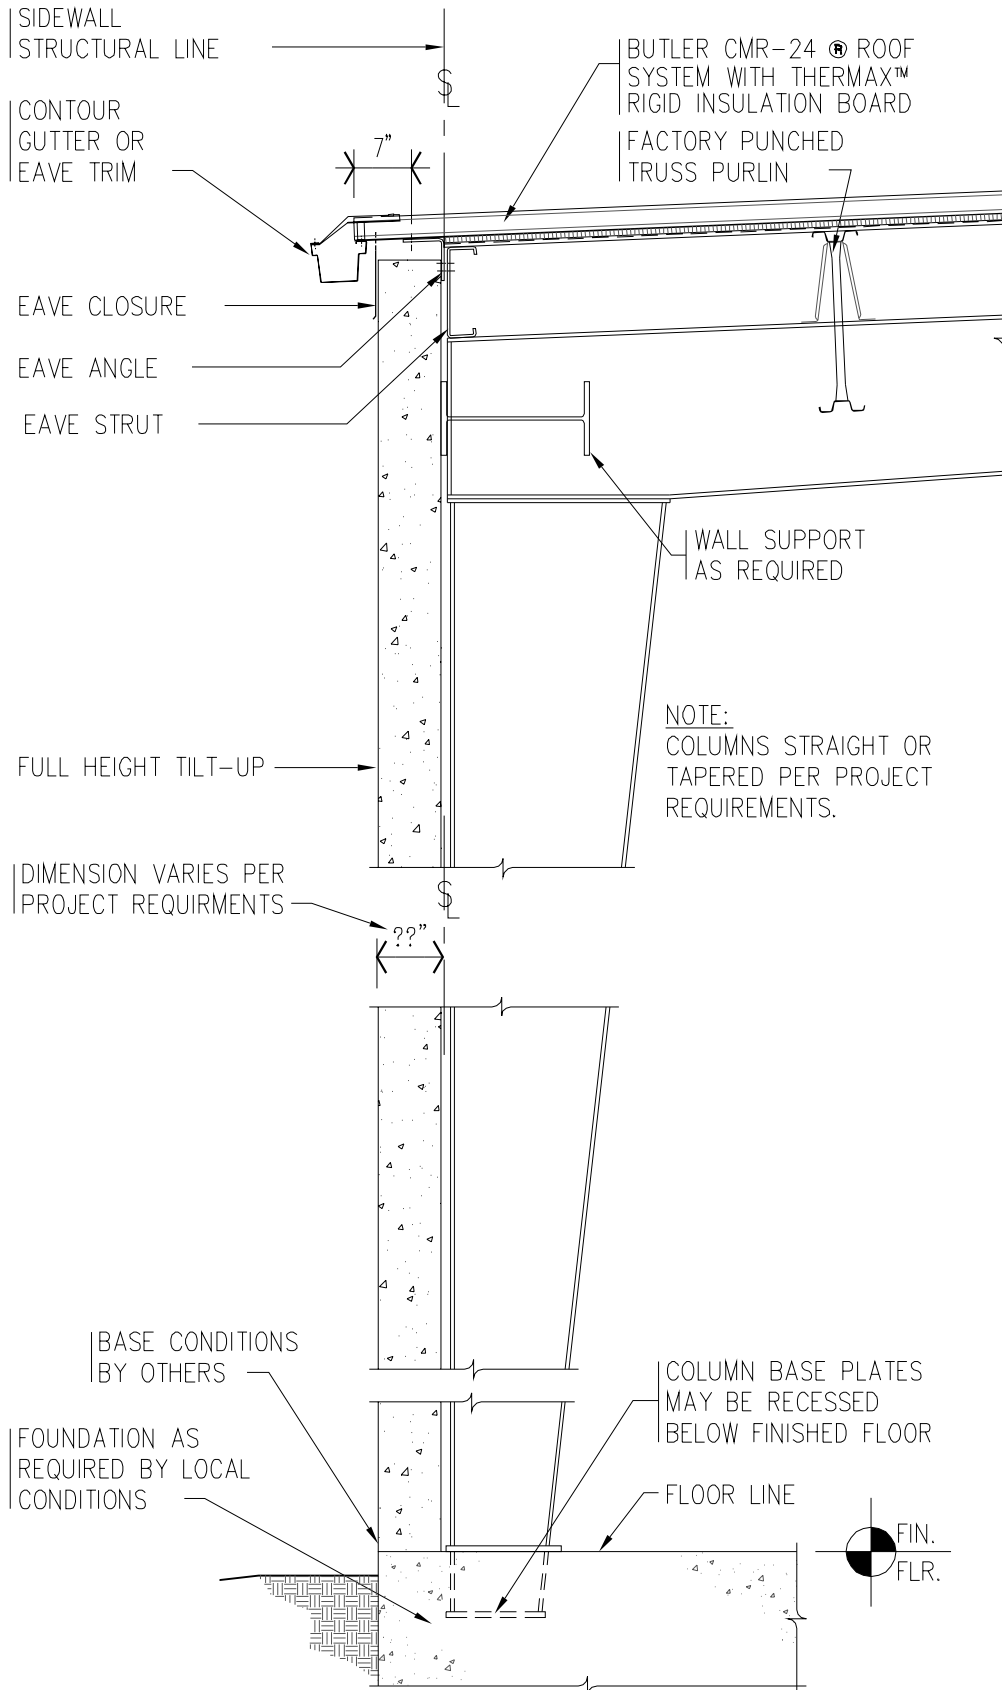 SIDEWALL
STRUCTURAL LINE
SL
BUTLER CMR-24 ® ROOF
SYSTEM WITH THERMAX™
RIGID INSULATION BOARD
CONTOUR
GUTTER OR
EAVE TRIM
7"
FACTORY PUNCHED
TRUSS PURLIN
EAVE CLOSURE
EAVE ANGLE
EAVE STRUT
WALL SUPPORT
AS REQUIRED
NOTE:
COLUMNS STRAIGHT OR
TAPERED PER PROJECT
REQUIREMENTS.
FULL HEIGHT TILT-UP
DIMENSION VARIES PER
PROJECT REQUIRMENTS
SL
??"
BASE CONDITIONS
BY OTHERS
COLUMN BASE PLATES
MAY BE RECESSED
BELOW FINISHED FLOOR
FOUNDATION AS
REQUIRED BY LOCAL
CONDITIONS
FLOOR LINE
FIN.
FLR.